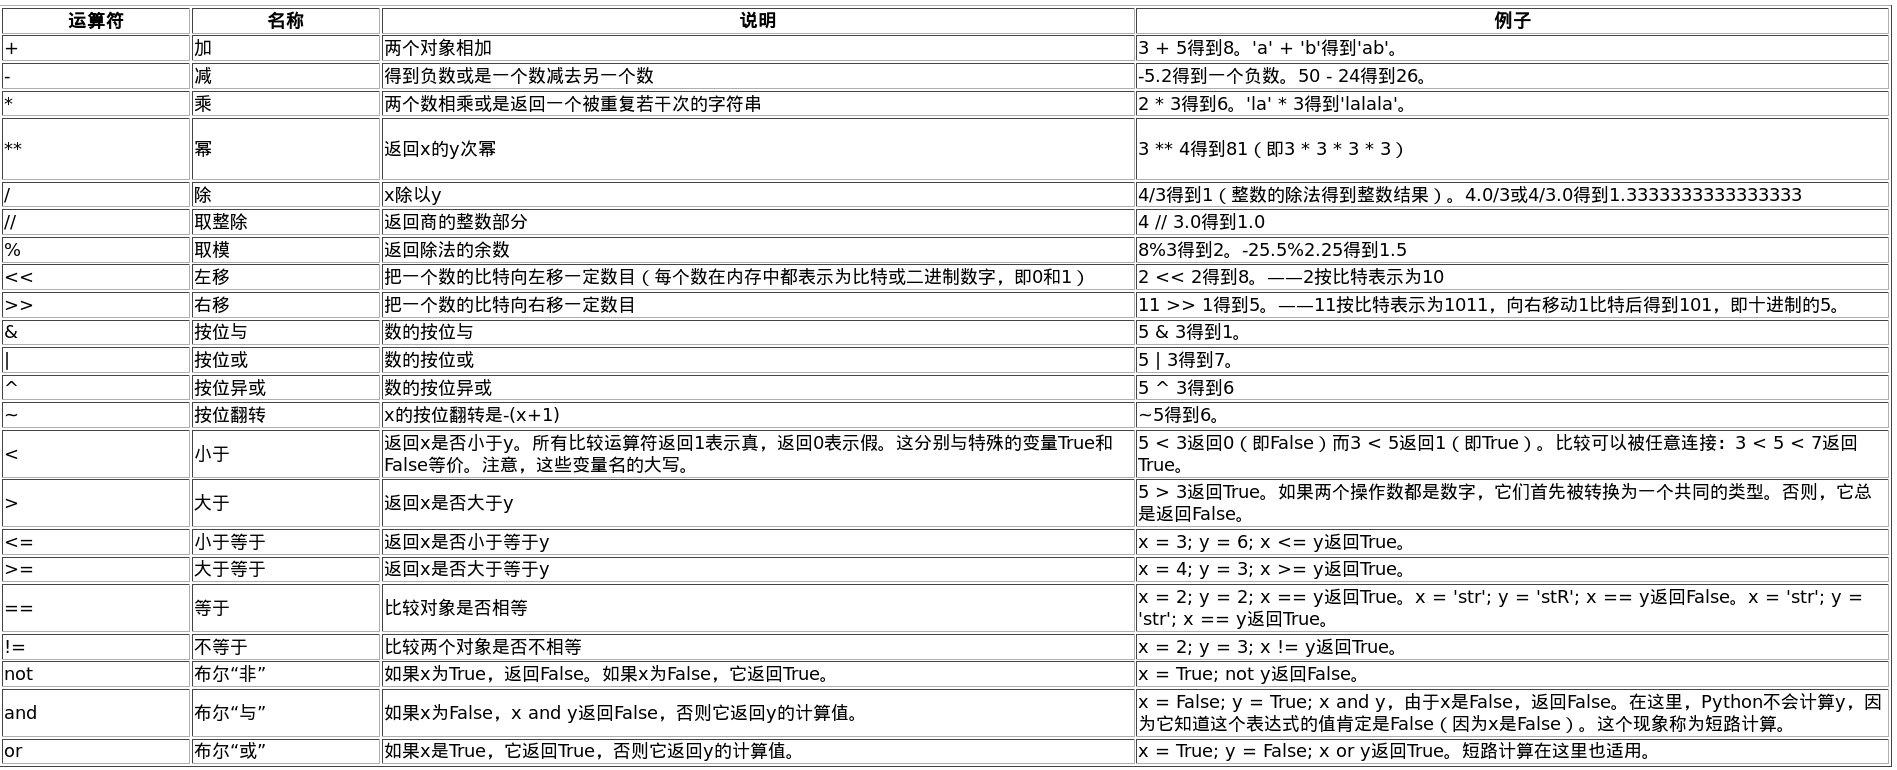 运算符 名称 说明 例子
+ 加 两个对象相加 3 + 5得到8。'a' + 'b'得到'ab'。
- 减 得到负数或是一个数减去另一个数 -5.2得到一个负数。50 - 24得到26。
* 乘 两个数相乘或是返回一个被重复若干次的字符串 2 * 3得到6。'la' * 3得到'lalala'。
** 幂 返回x的y次幂 3 ** 4得到81（即3 * 3 * 3 * 3）
/ 除 x除以y 4/3得到1（整数的除法得到整数结果）。4.0/3或4/3.0得到1.3333333333333333
// 取整除 返回商的整数部分 4 // 3.0得到1.0
% 取模 返回除法的余数 8%3得到2。-25.5%2.25得到1.5
<< 左移 把一个数的比特向左移一定数目（每个数在内存中都表示为比特或二进制数字，即0和1） 2 << 2得到8。——2按比特表示为10
>> 右移 把一个数的比特向右移一定数目 11 >> 1得到5。——11按比特表示为1011，向右移动1比特后得到101，即十进制的5。
& 按位与 数的按位与 5 & 3得到1。
| 按位或 数的按位或 5 | 3得到7。
^ 按位异或 数的按位异或 5 ^ 3得到6
~ 按位翻转 x的按位翻转是-(x+1) ~5得到6。
< 小于 返回x是否小于y。所有比较运算符返回1表示真，返回0表示假。这分别与特殊的变量True和
False等价。注意，这些变量名的大写。
5 < 3返回0（即False）而3 < 5返回1（即True）。比较可以被任意连接：3 < 5 < 7返回
True。
> 大于 返回x是否大于y 5 > 3返回True。如果两个操作数都是数字，它们首先被转换为一个共同的类型。否则，它总
是返回False。
<= 小于等于 返回x是否小于等于y x = 3; y = 6; x <= y返回True。
>= 大于等于 返回x是否大于等于y x = 4; y = 3; x >= y返回True。
== 等于 比较对象是否相等 x = 2; y = 2; x == y返回True。x = 'str'; y = 'stR'; x == y返回False。x = 'str'; y =
'str'; x == y返回True。
!= 不等于 比较两个对象是否不相等 x = 2; y = 3; x != y返回True。
not 布尔“非” 如果x为True，返回False。如果x为False，它返回True。 x = True; not y返回False。
and 布尔“与” 如果x为False，x and y返回False，否则它返回y的计算值。 x = False; y = True; x and y，由于x是False，返回False。在这里，Python不会计算y，因
为它知道这个表达式的值肯定是False（因为x是False）。这个现象称为短路计算。
or 布尔“或” 如果x是True，它返回True，否则它返回y的计算值。 x = True; y = False; x or y返回True。短路计算在这里也适用。